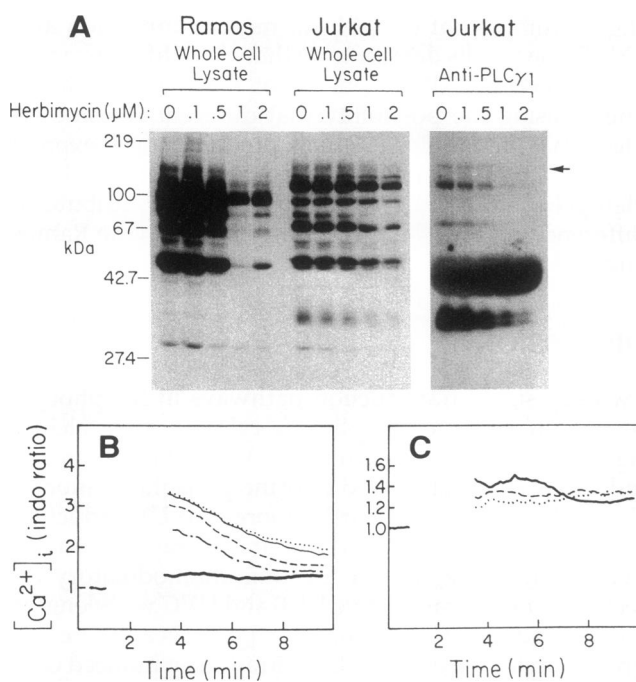 A
Ramos
Jurkat
Jurkat
Whole Cell
Lysate
Whole Cell
Lysate
Anti-PLCγ1
Herbimycin (μM): 0 .1 .5 1 2 0 .1 .5 1 2 0 .1 .5 1 2
219
100
67
kDa
42.7
27.4
B
[Ca2+]i (indo ratio)
4
3
2
1
0 2 4 6 8
Time (min)
C
1.6
1.4
1.2
1.0
0 2 4 6 8
Time (min)